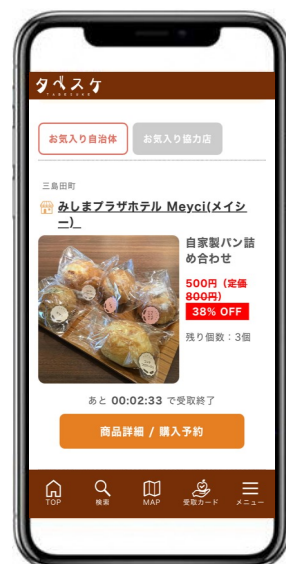 タベスケ
TABESUKE
お気入り自治体
お気入り協力店
三島田町
みしまプラザホテル Meyci(メイシ
ー)
自家製パン詰
め合わせ
500円（定価
800円）
38% OFF
残り個数：3個
あと 00:02:33 で受取終了
商品詳細 / 購入予約
TOP
検索
MAP
受取カード
メニュー